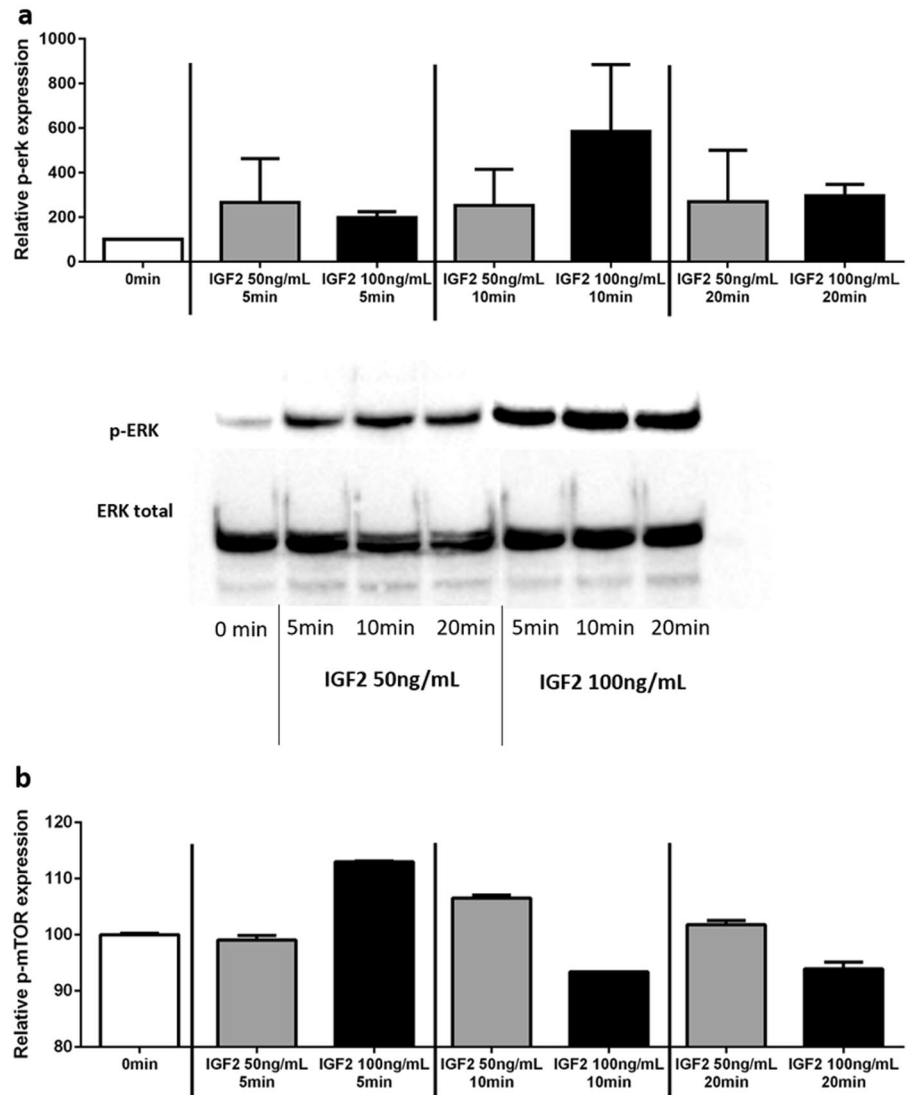 a
Relative p-erk expression
1000
800
600
400
200
0
0min
IGF2 50ng/mL
5min
IGF2 100ng/mL
5min
IGF2 50ng/mL
10min
IGF2 100ng/mL
10min
IGF2 50ng/mL
20min
IGF2 100ng/mL
20min
p-ERK
ERK total
0 min
5min
10min
20min
5min
10min
20min
IGF2 50ng/mL
IGF2 100ng/mL
b
Relative p-mTOR expression
120
110
100
90
80
0min
IGF2 50ng/mL
5min
IGF2 100ng/mL
5min
IGF2 50ng/mL
10min
IGF2 100ng/mL
10min
IGF2 50ng/mL
20min
IGF2 100ng/mL
20min